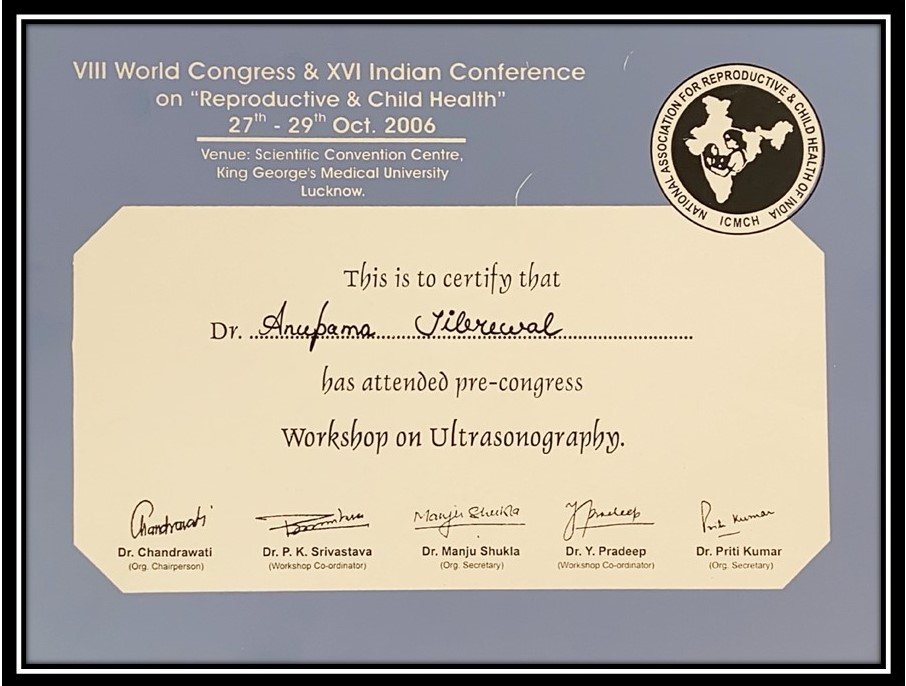 VIII World Congress & XVI Indian Conference
on "Reproductive & Child Health"
27th - 29th Oct. 2006
Venue: Scientific Convention Centre,
King George's Medical University
Lucknow.
NATIONAL ASSOCIATION FOR REPRODUCTIVE & CHILD HEALTH OF INDIA
ICMCH
This is to certify that
Dr. Anupama Jibrewal
has attended pre-congress
Workshop on Ultrasonography.
Chandrawati Manju Shukla Y Pradeep Priti Kumar
Dr. Chandrawati Dr. P. K. Srivastava Dr. Manju Shukla Dr. Y. Pradeep Dr. Priti Kumar
(Org. Chairperson) (Workshop Co-ordinator) (Org. Secretary) (Workshop Co-ordinator) (Org. Secretary)